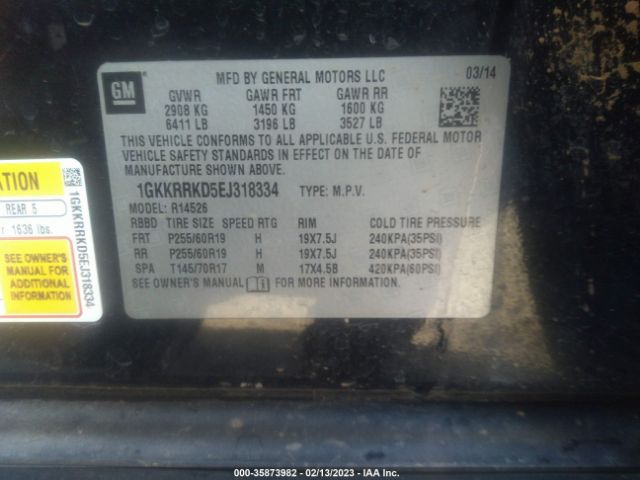 GM
MFD BY GENERAL MOTORS LLC
03/14
GVWR GAWR FRT GAWR RR
2908 KG 1450 KG 1600 KG
6411 LB 3196 LB 3527 LB
THIS VEHICLE CONFORMS TO ALL APPLICABLE U.S. FEDERAL MOTOR
VEHICLE SAFETY STANDARDS IN EFFECT ON THE DATE OF
MANUFACTURE SHOWN ABOVE.
1GKKRRKD5EJ318334 TYPE: M.P.V.
MODEL: R14526
RBBD TIRE SIZE SPEED RTG RIM COLD TIRE PRESSURE
FRT P255/60R19 H 19X7.5J 240KPA(35PSI)
RR P255/60R19 H 19X7.5J 240KPA(35PSI)
SPA T145/70R17 M 17X4.5B 420KPA(60PSI)
SEE OWNER'S MANUAL FOR MORE INFORMATION.
REAR 5
1636 lbs.
SEE OWNER'S
MANUAL FOR
ADDITIONAL
INFORMATION
1GKKRRKD5EJ318334
000-35873982 - 02/13/2023 - IAA Inc.